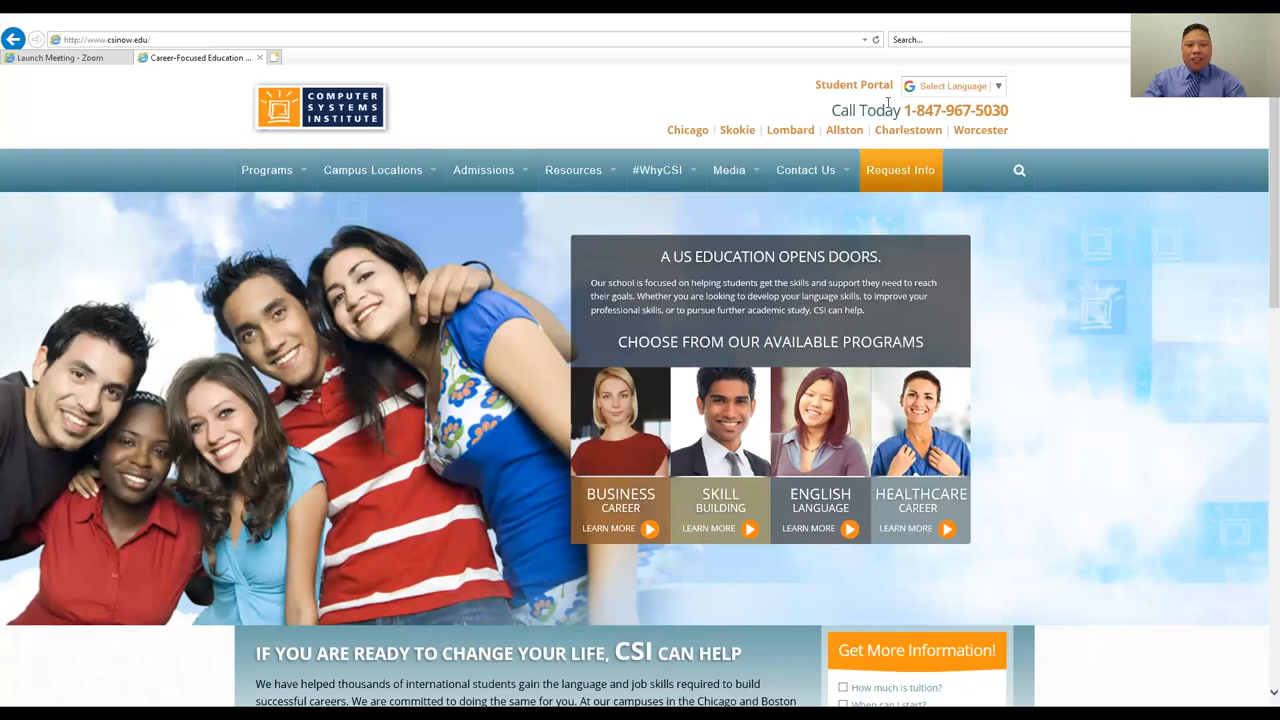 http://www.csinow.edu/
Search...
Launch Meeting - Zoom
Career-Focused Education ...
COMPUTER
SYSTEMS
INSTITUTE
Student Portal
G Select Language
Call Today 1-847-967-5030
Chicago | Skokie | Lombard | Allston | Charlestown | Worcester
Programs
Campus Locations
Admissions
Resources
#WhyCSI
Media
Contact Us
Request Info
A US EDUCATION OPENS DOORS.
Our school is focused on helping students get the skills and support they need to reach
their goals. Whether you are looking to develop your language skills, to improve your
professional skills, or to pursue further academic study, CSI can help.
CHOOSE FROM OUR AVAILABLE PROGRAMS
BUSINESS
CAREER
LEARN MORE
SKILL
BUILDING
LEARN MORE
ENGLISH
LANGUAGE
LEARN MORE
HEALTHCARE
CAREER
LEARN MORE
IF YOU ARE READY TO CHANGE YOUR LIFE, CSI CAN HELP
We have helped thousands of international students gain the language and job skills required to build
successful careers. We are committed to doing the same for you. At our campuses in the Chicago and Boston
Get More Information!
How much is tuition?
When can I start?